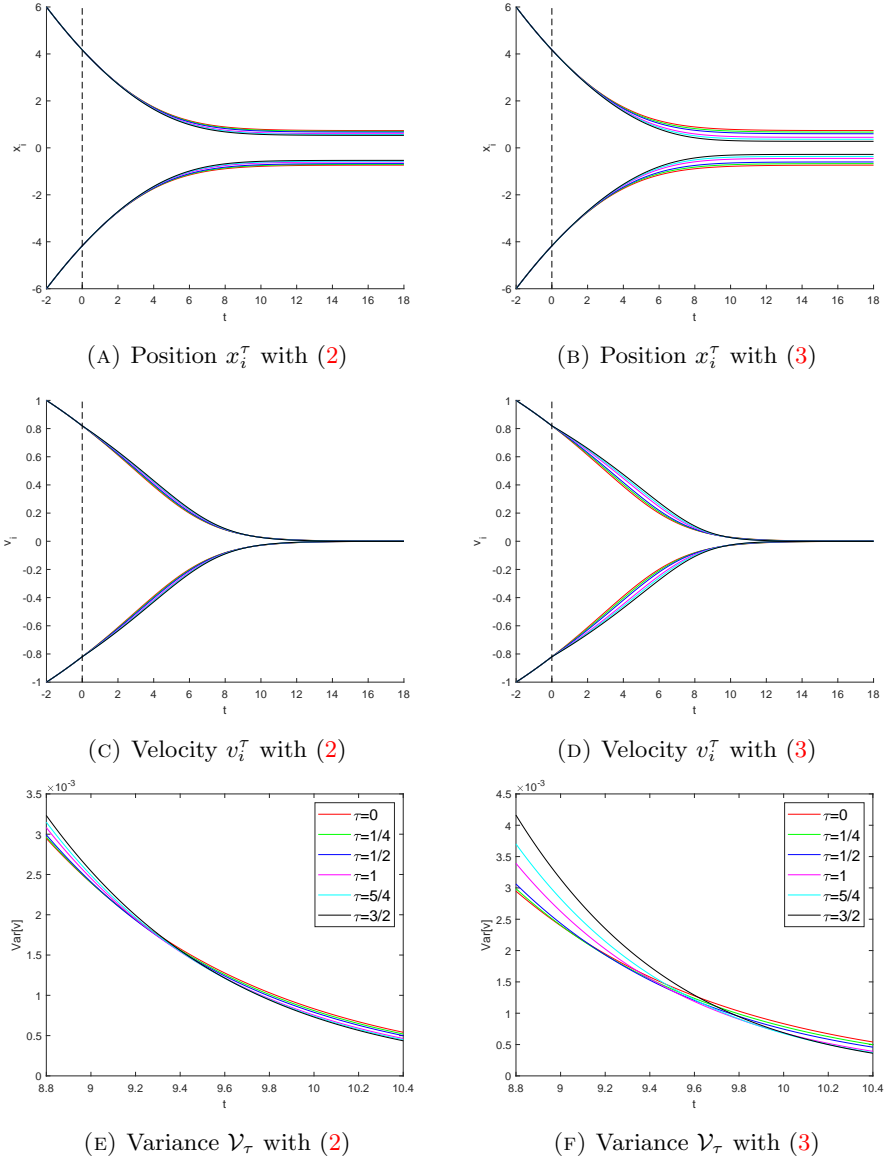 6
4
2
0
-2
-4
-6
x_i
-2 0 2 4 6 8 10 12 14 16 18
t
(A) Position x_i^τ with (2)
6
4
2
0
-2
-4
-6
x_i
-2 0 2 4 6 8 10 12 14 16 18
t
(B) Position x_i^τ with (3)
1
0.8
0.6
0.4
0.2
0
-0.2
-0.4
-0.6
-0.8
-1
v_i
-2 0 2 4 6 8 10 12 14 16 18
t
(C) Velocity v_i^τ with (2)
1
0.8
0.6
0.4
0.2
0
-0.2
-0.4
-0.6
-0.8
-1
v_i
-2 0 2 4 6 8 10 12 14 16 18
t
(D) Velocity v_i^τ with (3)
×10^-3
3.5
3
2.5
2
1.5
1
0.5
0
Var[v]
τ=0
τ=1/4
τ=1/2
τ=1
τ=5/4
τ=3/2
8.8 9 9.2 9.4 9.6 9.8 10 10.2 10.4
t
(E) Variance 𝒱_τ with (2)
×10^-3
4.5
4
3.5
3
2.5
2
1.5
1
0.5
0
Var[v]
τ=0
τ=1/4
τ=1/2
τ=1
τ=5/4
τ=3/2
8.8 9 9.2 9.4 9.6 9.8 10 10.2 10.4
t
(F) Variance 𝒱_τ with (3)